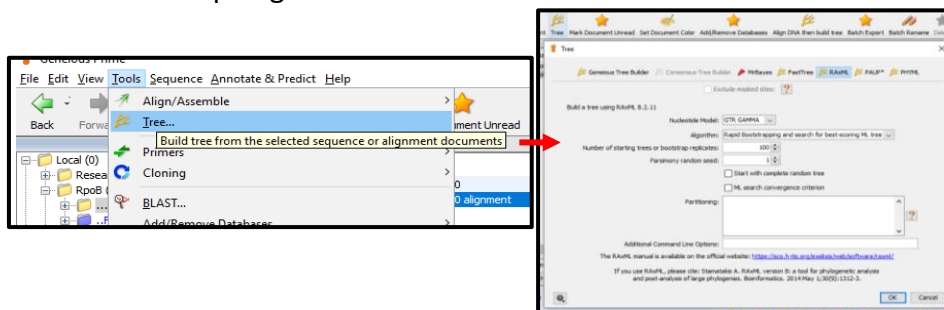 Geneious Prime
File Edit View Tools Sequence Annotate & Predict Help
Back
Align/Assemble
Tree...
Build tree from the selected sequence or alignment documents
Primers
Cloning
BLAST...
Add/Remove Databases
Local (0)
RpoB
alignment
Tree Mark Document Unread Set Document Color Add/Remove Databases Align DNA then build tree Batch Export Batch Rename
Tree
Geneious Tree Builder Consensus Tree Builder MrBayes FastTree RAxML PAUP* PHYML
Exclude masked sites: ?
Build a tree using RAxML 8.2.11
Nucleotide Model: GTR GAMMA
Algorithm: Rapid Bootstrapping and search for best-scoring ML tree
Number of starting trees or bootstrap replicates: 100
Parsimony random seed: 1
Start with complete random tree
ML search convergence criterion
Partitioning:
?
Additional Command Line Options:
The RAxML manual is available on the official website:
If you use RAxML, please cite: Stamatakis A. RAxML version 8: a tool for phylogenetic analysis
and post-analysis of large phylogenies. Bioinformatics. 2014 May 1;30(9):1312-3.
OK Cancel